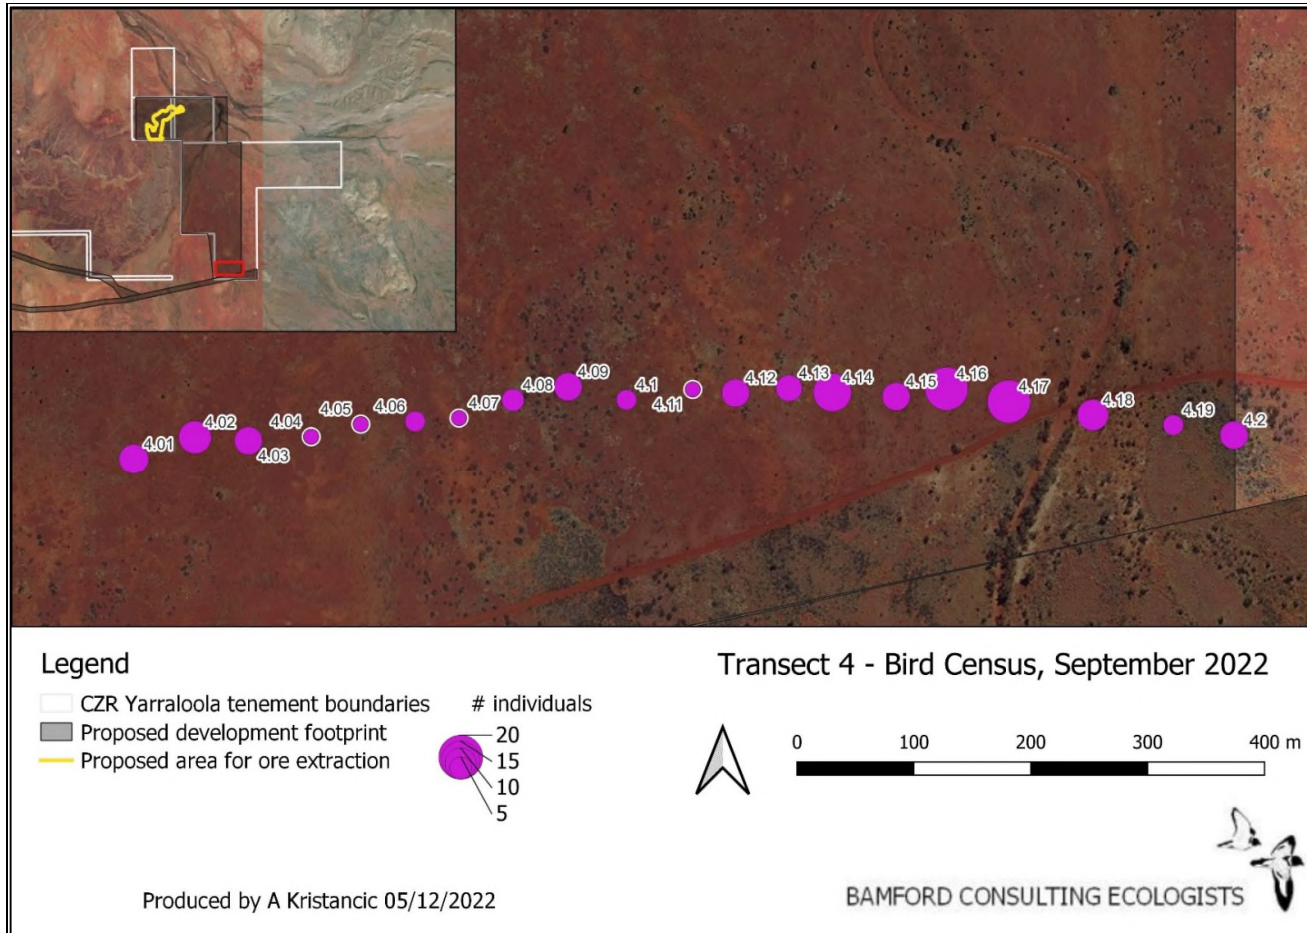 4.01
4.02
4.03
4.04
4.05
4.06
4.07
4.08
4.09
4.1
4.11
4.12
4.13
4.14
4.15
4.16
4.17
4.18
4.19
4.2
Legend
CZR Yarraloola tenement boundaries
Proposed development footprint
Proposed area for ore extraction
# individuals
20
15
10
5
Transect 4 - Bird Census, September 2022
0 100 200 300 400 m
Produced by A Kristancic 05/12/2022
BAMFORD CONSULTING ECOLOGISTS